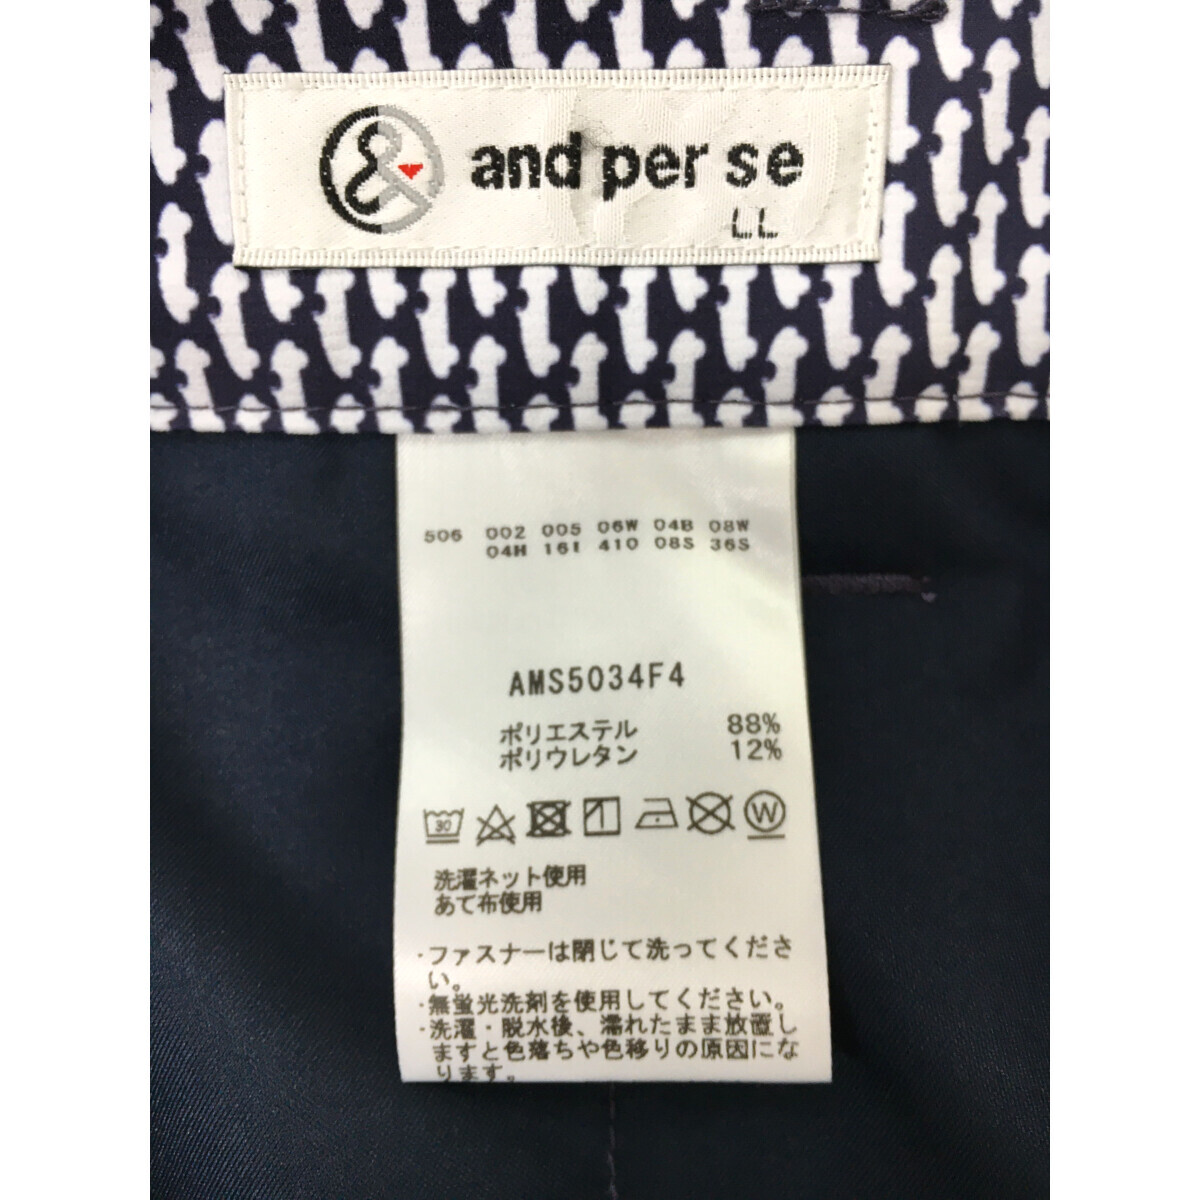 and per se
LL
506 002 005 06W 04B 08W
04H 161 410 08S 36S
AMS5034F4
ポリエステル 88%
ポリウレタン 12%
30
W
洗濯ネット使用
あて布使用
・ファスナーは閉じて洗ってくださ
い。
・無蛍光洗剤を使用してください。
・洗濯・脱水後、濡れたまま放置し
ますと色落ちや色移りの原因にな
ります。